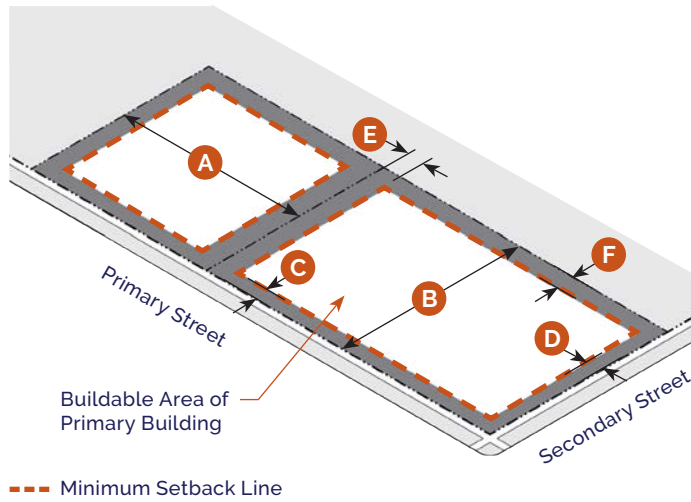 E
A
F
C
B
Primary Street
D
Buildable Area of
Primary Building
Secondary Street
Minimum Setback Line